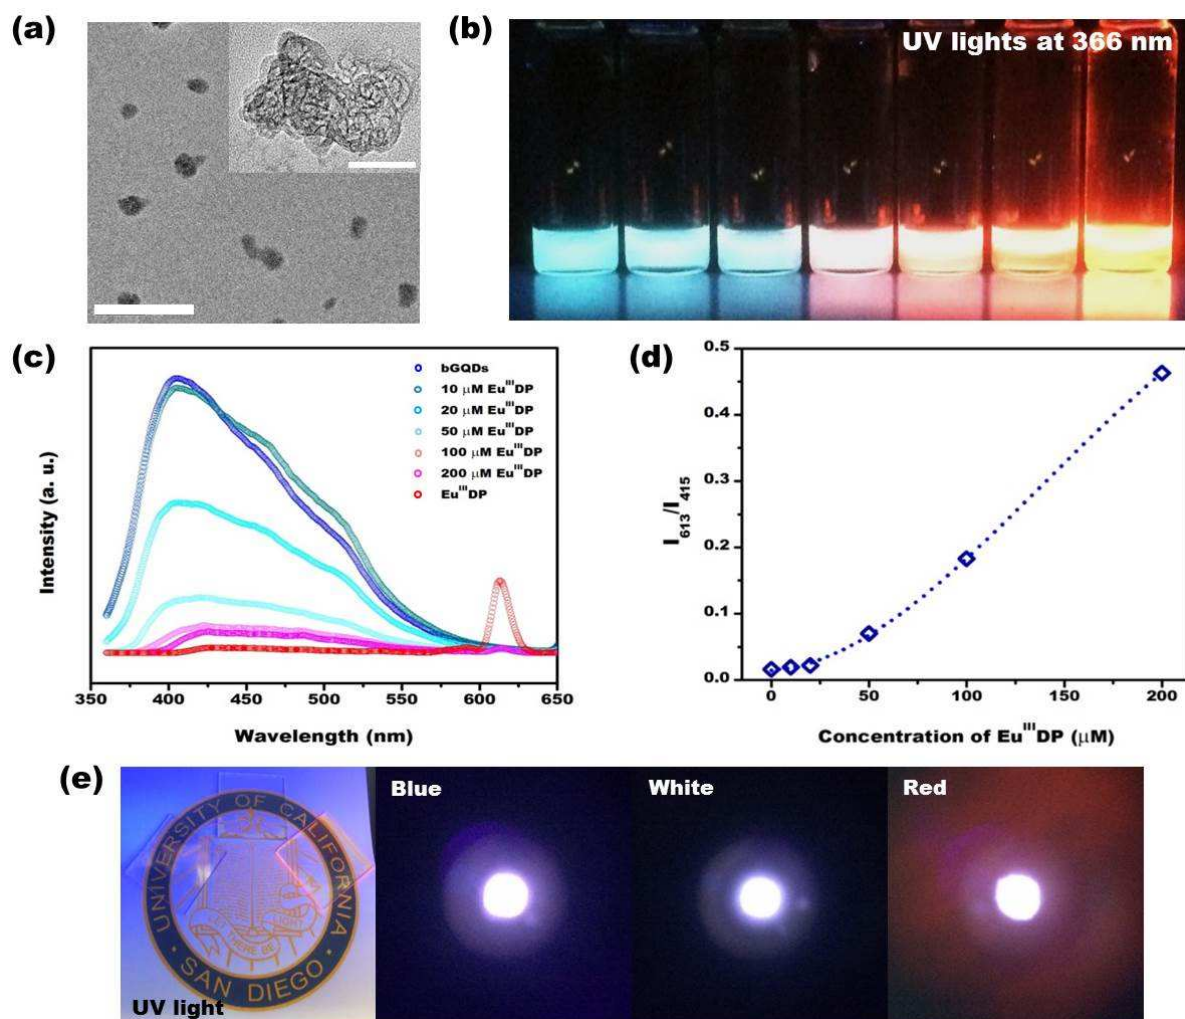 (a)
(b)
UV lights at 366 nm
(c)
Intensity (a. u.)
bGQDs
10 μM Eu^III DP
20 μM Eu^III DP
50 μM Eu^III DP
100 μM Eu^III DP
200 μM Eu^III DP
Eu^III DP
350 400 450 500 550 600 650
Wavelength (nm)
(d)
I_613/I_415
0.5
0.4
0.3
0.2
0.1
0.0
0 50 100 150 200
Concentration of Eu^III DP (μM)
(e)
UNIVERSITY OF CALIFORNIA
SAN DIEGO
THERE BE
UV light
Blue
White
Red